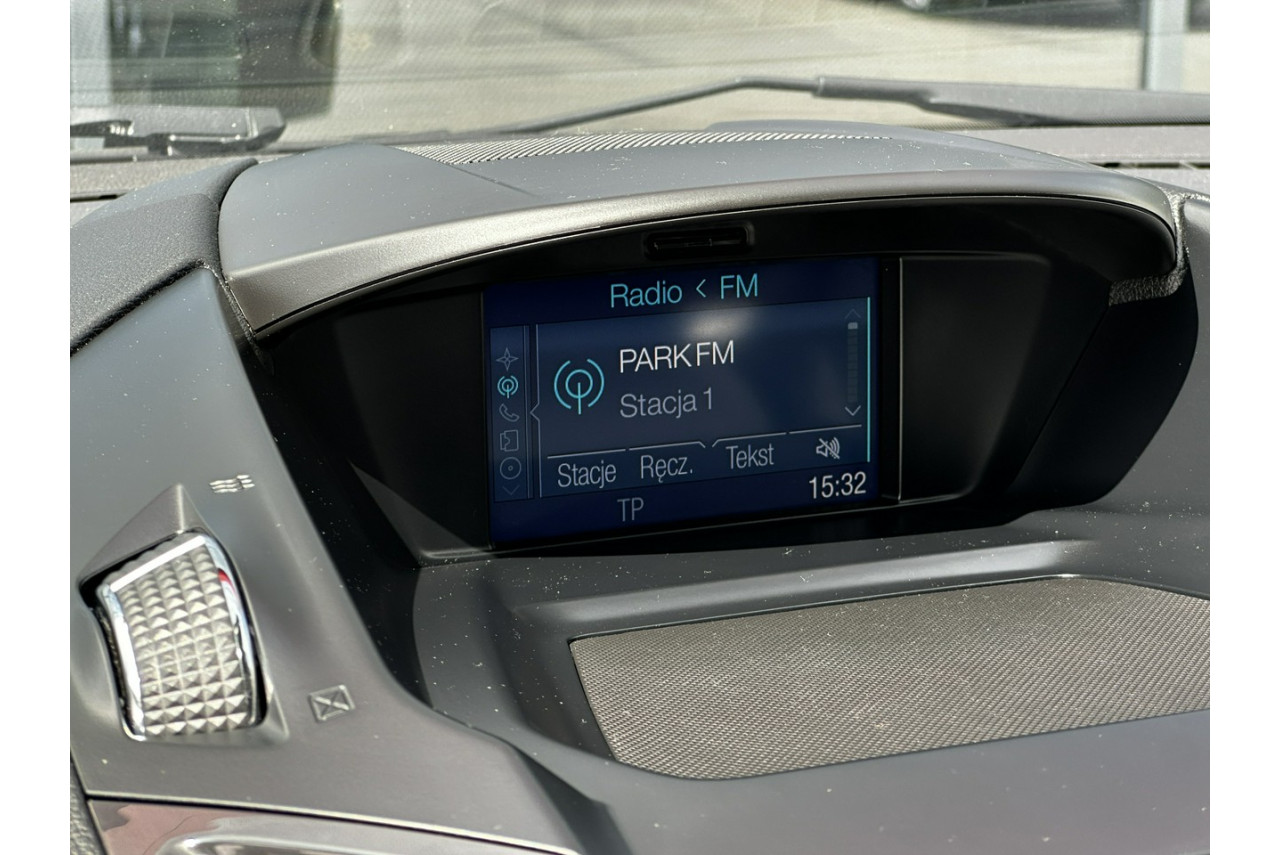 Radio < FM
PARK FM
Stacja 1
Stacje Ręcz. Tekst
TP 15:32